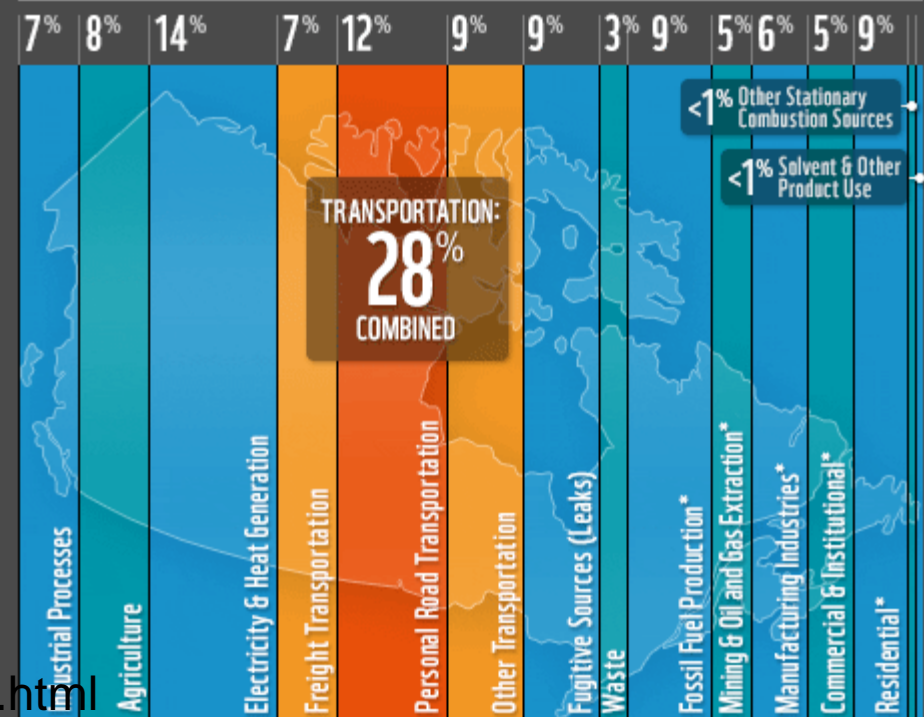 7% 8% 14% 7% 12% 9% 9% 3% 9% 5% 6% 5% 9%
<1% Other Stationary
Combustion Sources
<1% Solvent & Other
Product Use
TRANSPORTATION:
28%
COMBINED
Industrial Processes
Agriculture
Electricity & Heat Generation
Freight Transportation
Personal Road Transportation
Other Transportation
Fugitive Sources (Leaks)
Waste
Fossil Fuel Production*
Mining & Oil and Gas Extraction*
Manufacturing Industries*
Commercial & Institutional*
Residential*
.html